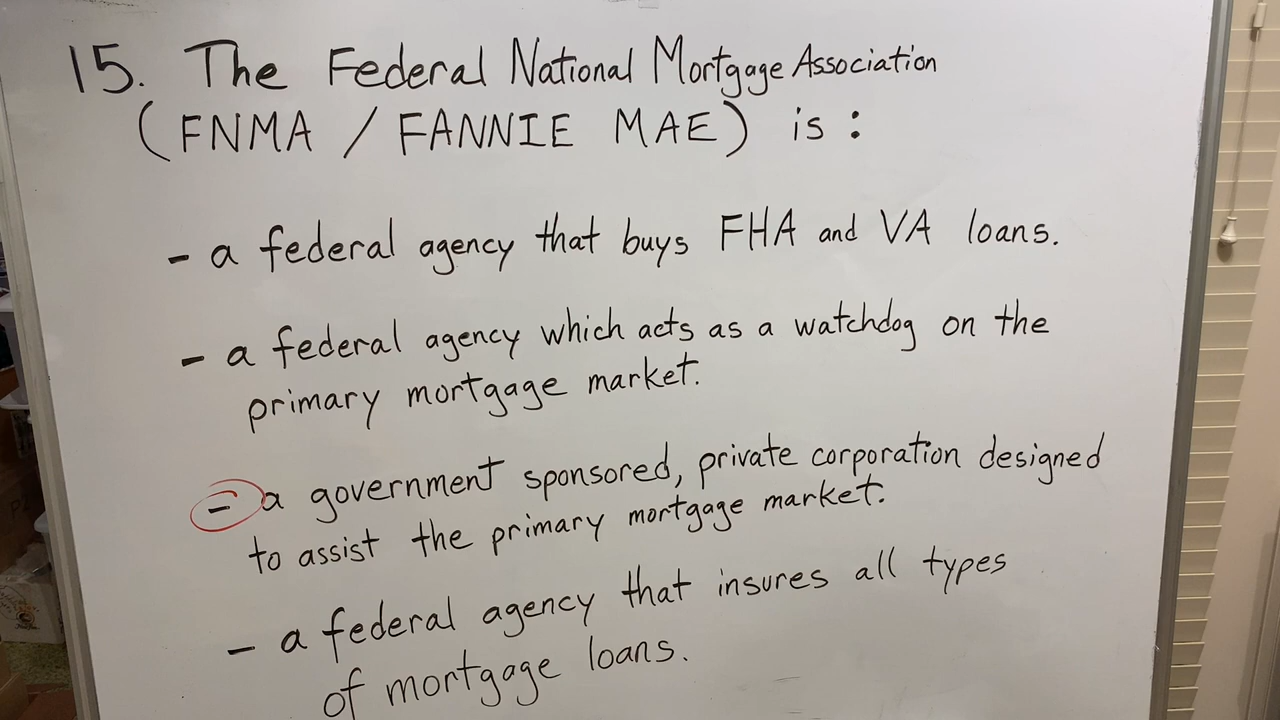 15. The Federal National Mortgage Association
(FNMA / FANNIE MAE) is :
- a federal agency that buys FHA and VA loans.
- a federal agency which acts as a watchdog on the
primary mortgage market.
- a government sponsored, private corporation designed
to assist the primary mortgage market.
- a federal agency that insures all types
of mortgage loans.